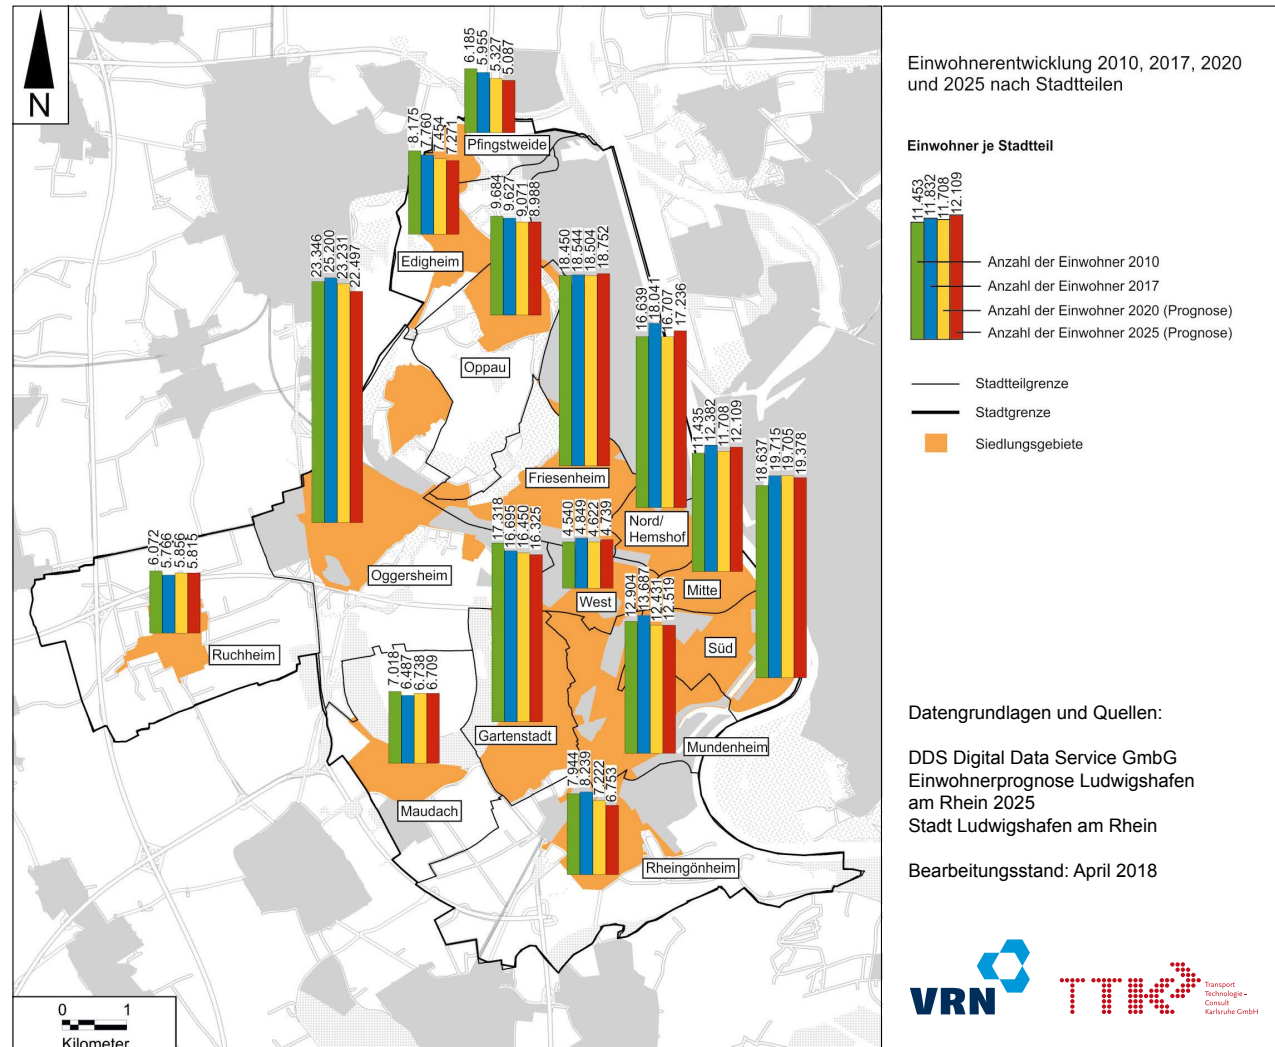 N
6.185
5.955
5.327
5.087
Pfingstweide
8.175
7.760
7.454
7.271
Edigheim
9.684
9.627
9.071
8.988
Oppau
23.346
25.200
23.231
22.497
Oggersheim
18.450
18.544
18.504
18.752
Friesenheim
16.639
18.041
16.707
17.236
Nord/
Hemshof
11.435
12.382
11.708
12.109
Mitte
18.637
19.715
19.705
19.378
Süd
17.318
16.695
16.450
16.325
Gartenstadt
4.540
4.849
4.622
4.739
West
12.904
13.687
12.431
12.519
Mundenheim
6.072
5.766
5.856
5.815
Ruchheim
7.018
6.487
6.738
6.709
Maudach
7.944
8.239
7.222
6.753
Rheingönheim
0 1
Kilometer
Einwohnerentwicklung 2010, 2017, 2020
und 2025 nach Stadtteilen
Einwohner je Stadtteil
11.453
11.832
11.708
12.109
Anzahl der Einwohner 2010
Anzahl der Einwohner 2017
Anzahl der Einwohner 2020 (Prognose)
Anzahl der Einwohner 2025 (Prognose)
Stadtteilgrenze
Stadtgrenze
Siedlungsgebiete
Datengrundlagen und Quellen:
DDS Digital Data Service GmbG
Einwohnerprognose Ludwigshafen
am Rhein 2025
Stadt Ludwigshafen am Rhein
Bearbeitungsstand: April 2018
VRN
TTK
Transport
Technologie-
Consult
Karlsruhe GmbH